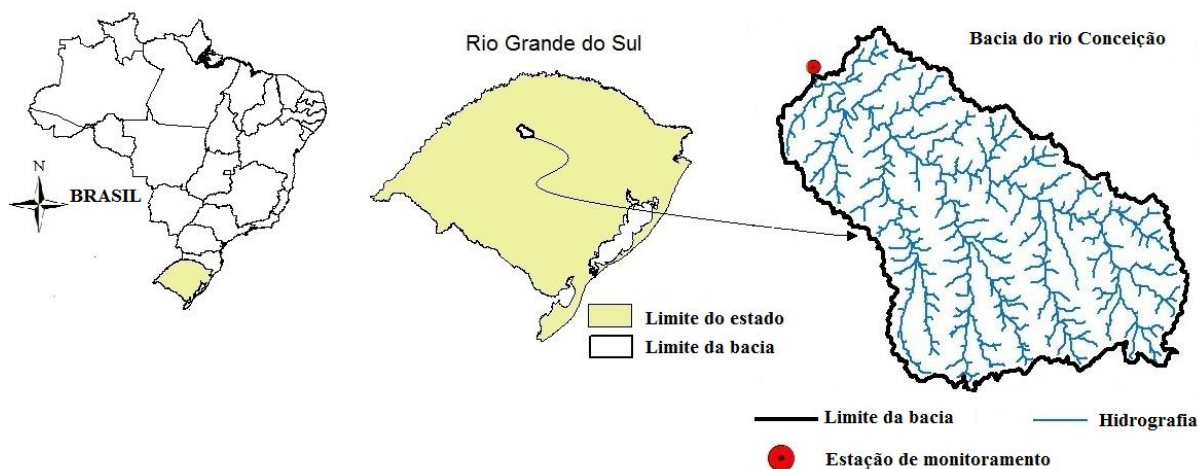 N
BRASIL
Rio Grande do Sul
Limite do estado
Limite da bacia
Bacia do rio Conceição
Limite da bacia
Hidrografia
Estação de monitoramento